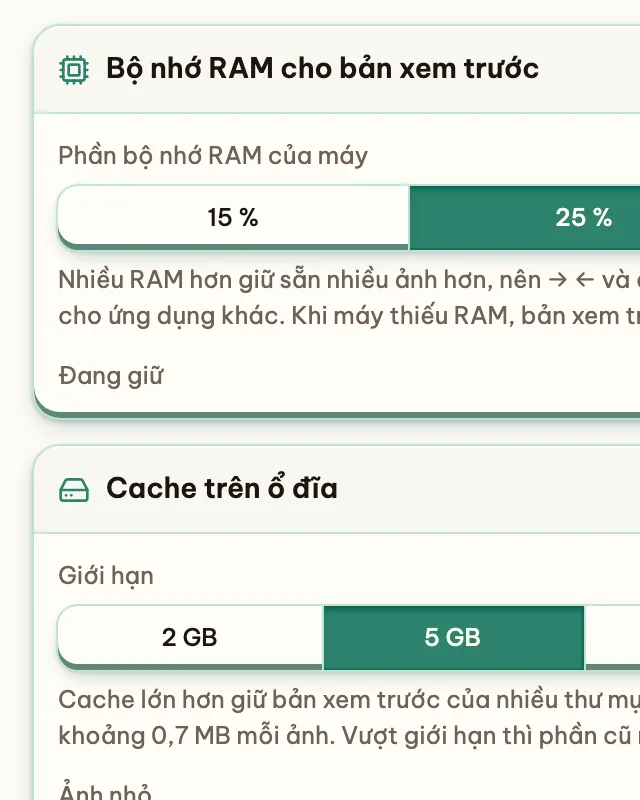 Bộ nhớ RAM cho bản xem trước
Phần bộ nhớ RAM của máy
15 %
25 %
Nhiều RAM hơn giữ sẵn nhiều ảnh hơn, nên → ← và
cho ứng dụng khác. Khi máy thiếu RAM, bản xem
Đang giữ
Cache trên ổ đĩa
Giới hạn
2 GB
5 GB
Cache lớn hơn giữ bản xem trước của nhiều thư
khoảng 0,7 MB mỗi ảnh. Vượt giới hạn thì phần cũ
Ảnh nhỏ